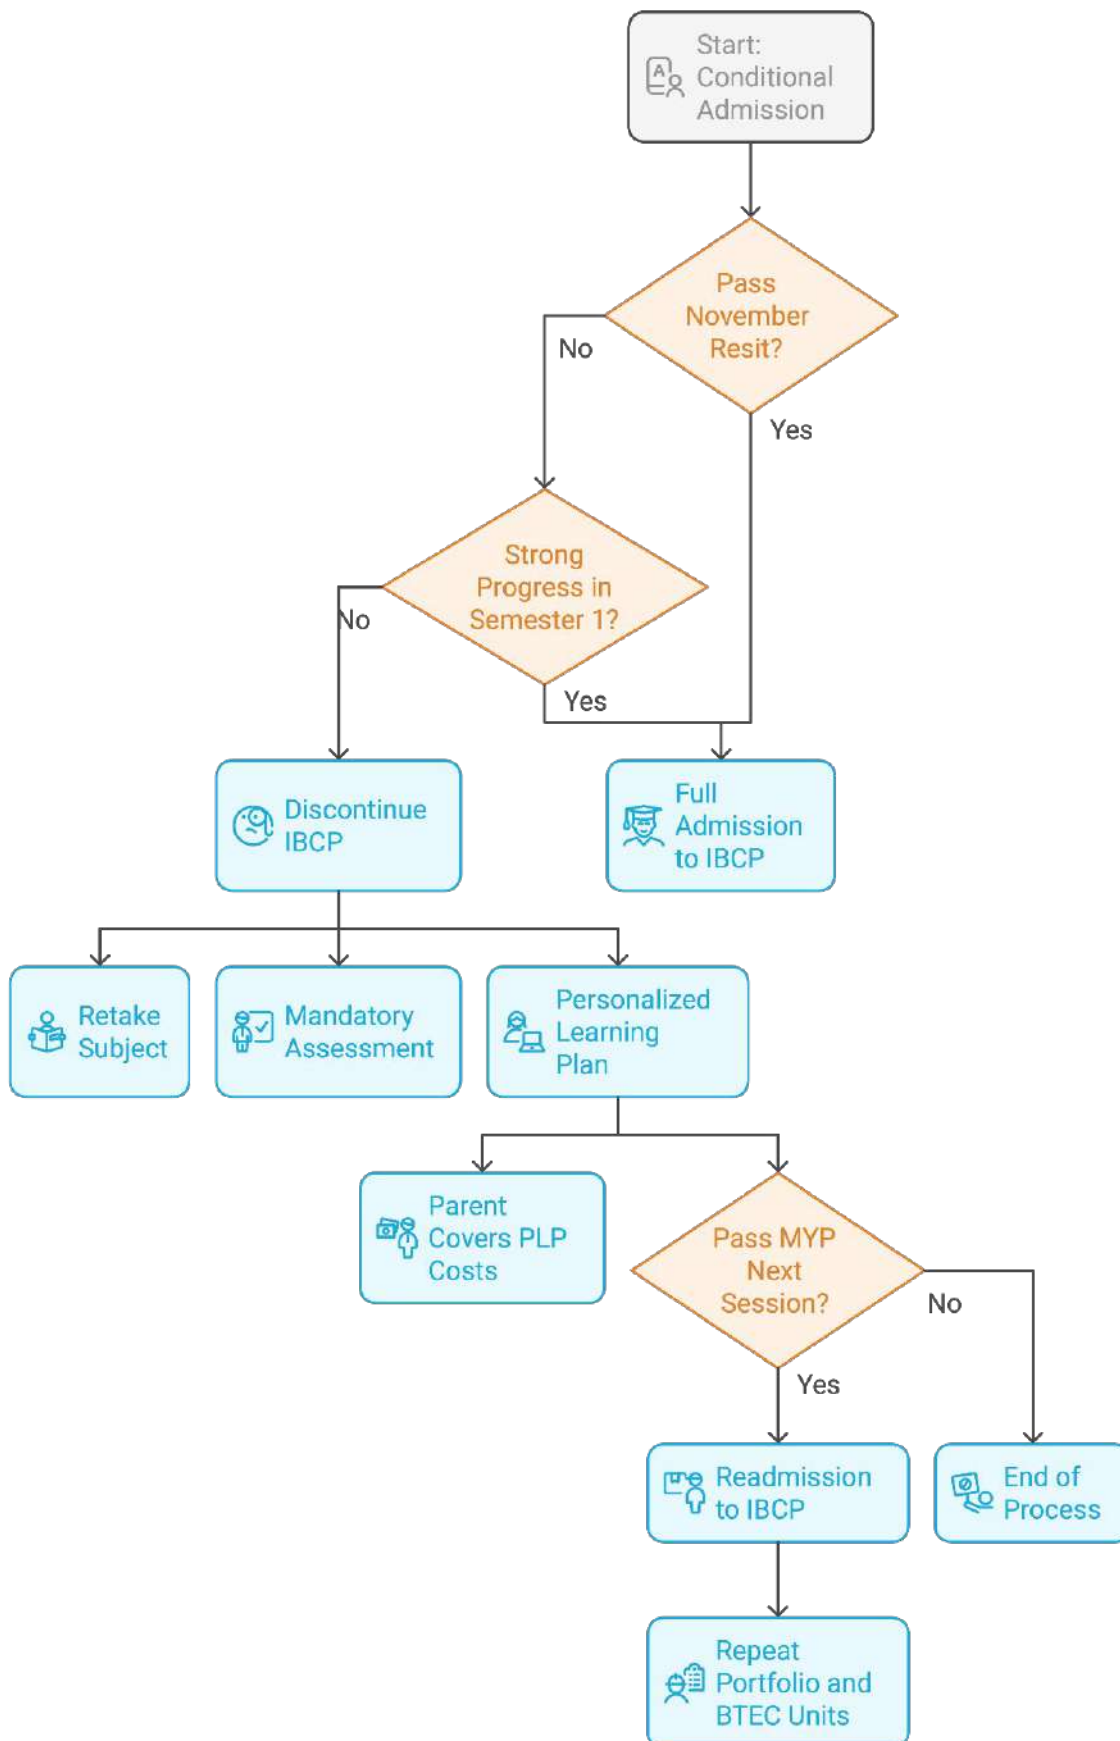 Start:
Conditional
Admission
Pass
November
Resit?
No
Yes
Strong
Progress in
Semester 1?
No
Yes
Discontinue
IBCP
Full
Admission
to IBCP
Retake
Subject
Mandatory
Assessment
Personalized
Learning
Plan
Parent
Covers PLP
Costs
Pass MYP
Next
Session?
No
Yes
Readmission
to IBCP
End of
Process
Repeat
Portfolio and
BTEC Units